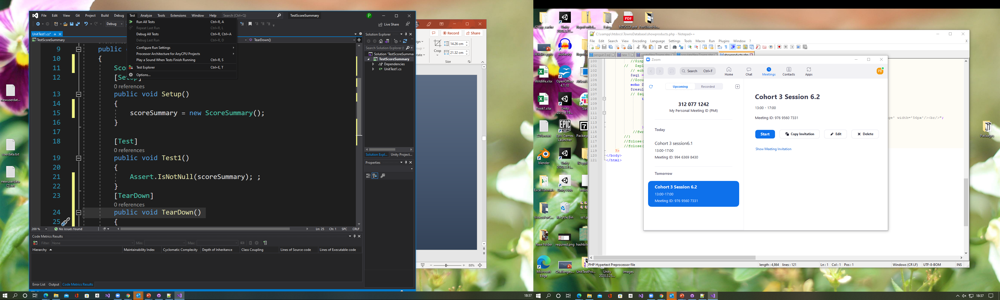 File Edit View Git Project Build Debug Test Analyze Tools Extensions Window Help Search (Ctrl+Q) TestScoreSummary P
Debug
Live Share
Run All Tests Ctrl+R, A
Repeat Last Run Ctrl+R, L
Debug All Tests Ctrl+R, Ctrl+A
Debug Last Run Ctrl+R, D
Configure Run Settings
Processor Architecture for AnyCPU Projects
Play a Sound When Tests Finish Running Ctrl+R, S
Test Explorer Ctrl+E, T
Options...
UnitTest1.cs*
TestScoreSummary
TearDown()
9 public
10 {
11 Sco
12 [Setup]
0 references
13 public void Setup()
14 {
15 scoreSummary = new ScoreSummary();
16 }
17
18 [Test]
0 references
19 public void Test1()
20 {
21 Assert.IsNotNull(scoreSummary); ;
22 }
23 [TearDown]
0 references
24 public void TearDown()
25 {
200 % No issues found Ln: 25 Ch: 1 SPC CRLF
Code Metrics Results
Filter: None Min: Max:
Hierarchy Maintainability Index Cyclomatic Complexity Depth of Inheritance Class Coupling Lines of Source code Lines of Executable code
Error List Output Code Metrics Results
Solution Explorer
Search Solution Explorer (
Solution 'TestScoreSumma
TestScoreSummary
Dependencies
UnitTest1.cs
Solution Expl... Unity Project...
Properties
Record Share
14.26 cm
Crop
21.32 cm
Size
88%
newuserdat...
userdata.txt
newuserdata (2).txt
18:37
il2cpp_cache
Unity 2020.3.22...
RepoForRel...
Faiza
NTUCCF.pdf
ForVideoHo...
Wildlife.pptx
Audacity
Wildlife.xlsx
OpenOffice 4.1.10
Book1.xlsx
Unity 2019.4.19...
22Nov.txt
Epic Games Launcher
blender
Unity 2020.3.15...
ExcelTutorials
Unity Hub
VideosForC...
Recycle Bin
New folder
required.png
Microsoft Edge
Challenges...
UnitTestPro...
Unity 2020.3.25...
images
Packages
C:\xampp\htdocs\TownsDatabase\showproducts.php - Notepad++
File Edit Search View Encoding Language Settings Tools Macro Run Plugins Window ? X
penguin3.sql new 1 showproducts.php
100 //$inp
101 // $spl
102 // ech
103 $sql =
104 //$cou
105 echo $
106 $resul
107 // $sq
108 i
109
110
111
112 ge' width='56px'/><br/>";
113
114 }
115 //fwr
116 //}
117 //fclose(
118 //fclose(
119 ?>
120 </body>
121 </html>
PHP Hypertext Preprocessor file length : 4,864 lines : 121 Ln : 1 Col : 1 Pos : 1 Windows (CR LF) UTF-8-BOM INS
Zoom
Search Ctrl+F Home Chat Meetings Contacts Apps PB
Upcoming Recorded
312 077 1242
My Personal Meeting ID (PMI)
Today
Cohort 3 session6.1
13:00-17:00
Meeting ID: 994 6369 8430
Tomorrow
Cohort 3 Session 6.2
13:00-17:00
Meeting ID: 976 9560 7331
Cohort 3 Session 6.2
13:00 - 17:00
Meeting ID: 976 9560 7331
Start Copy Invitation Edit Delete
Show Meeting Invitation
18:37